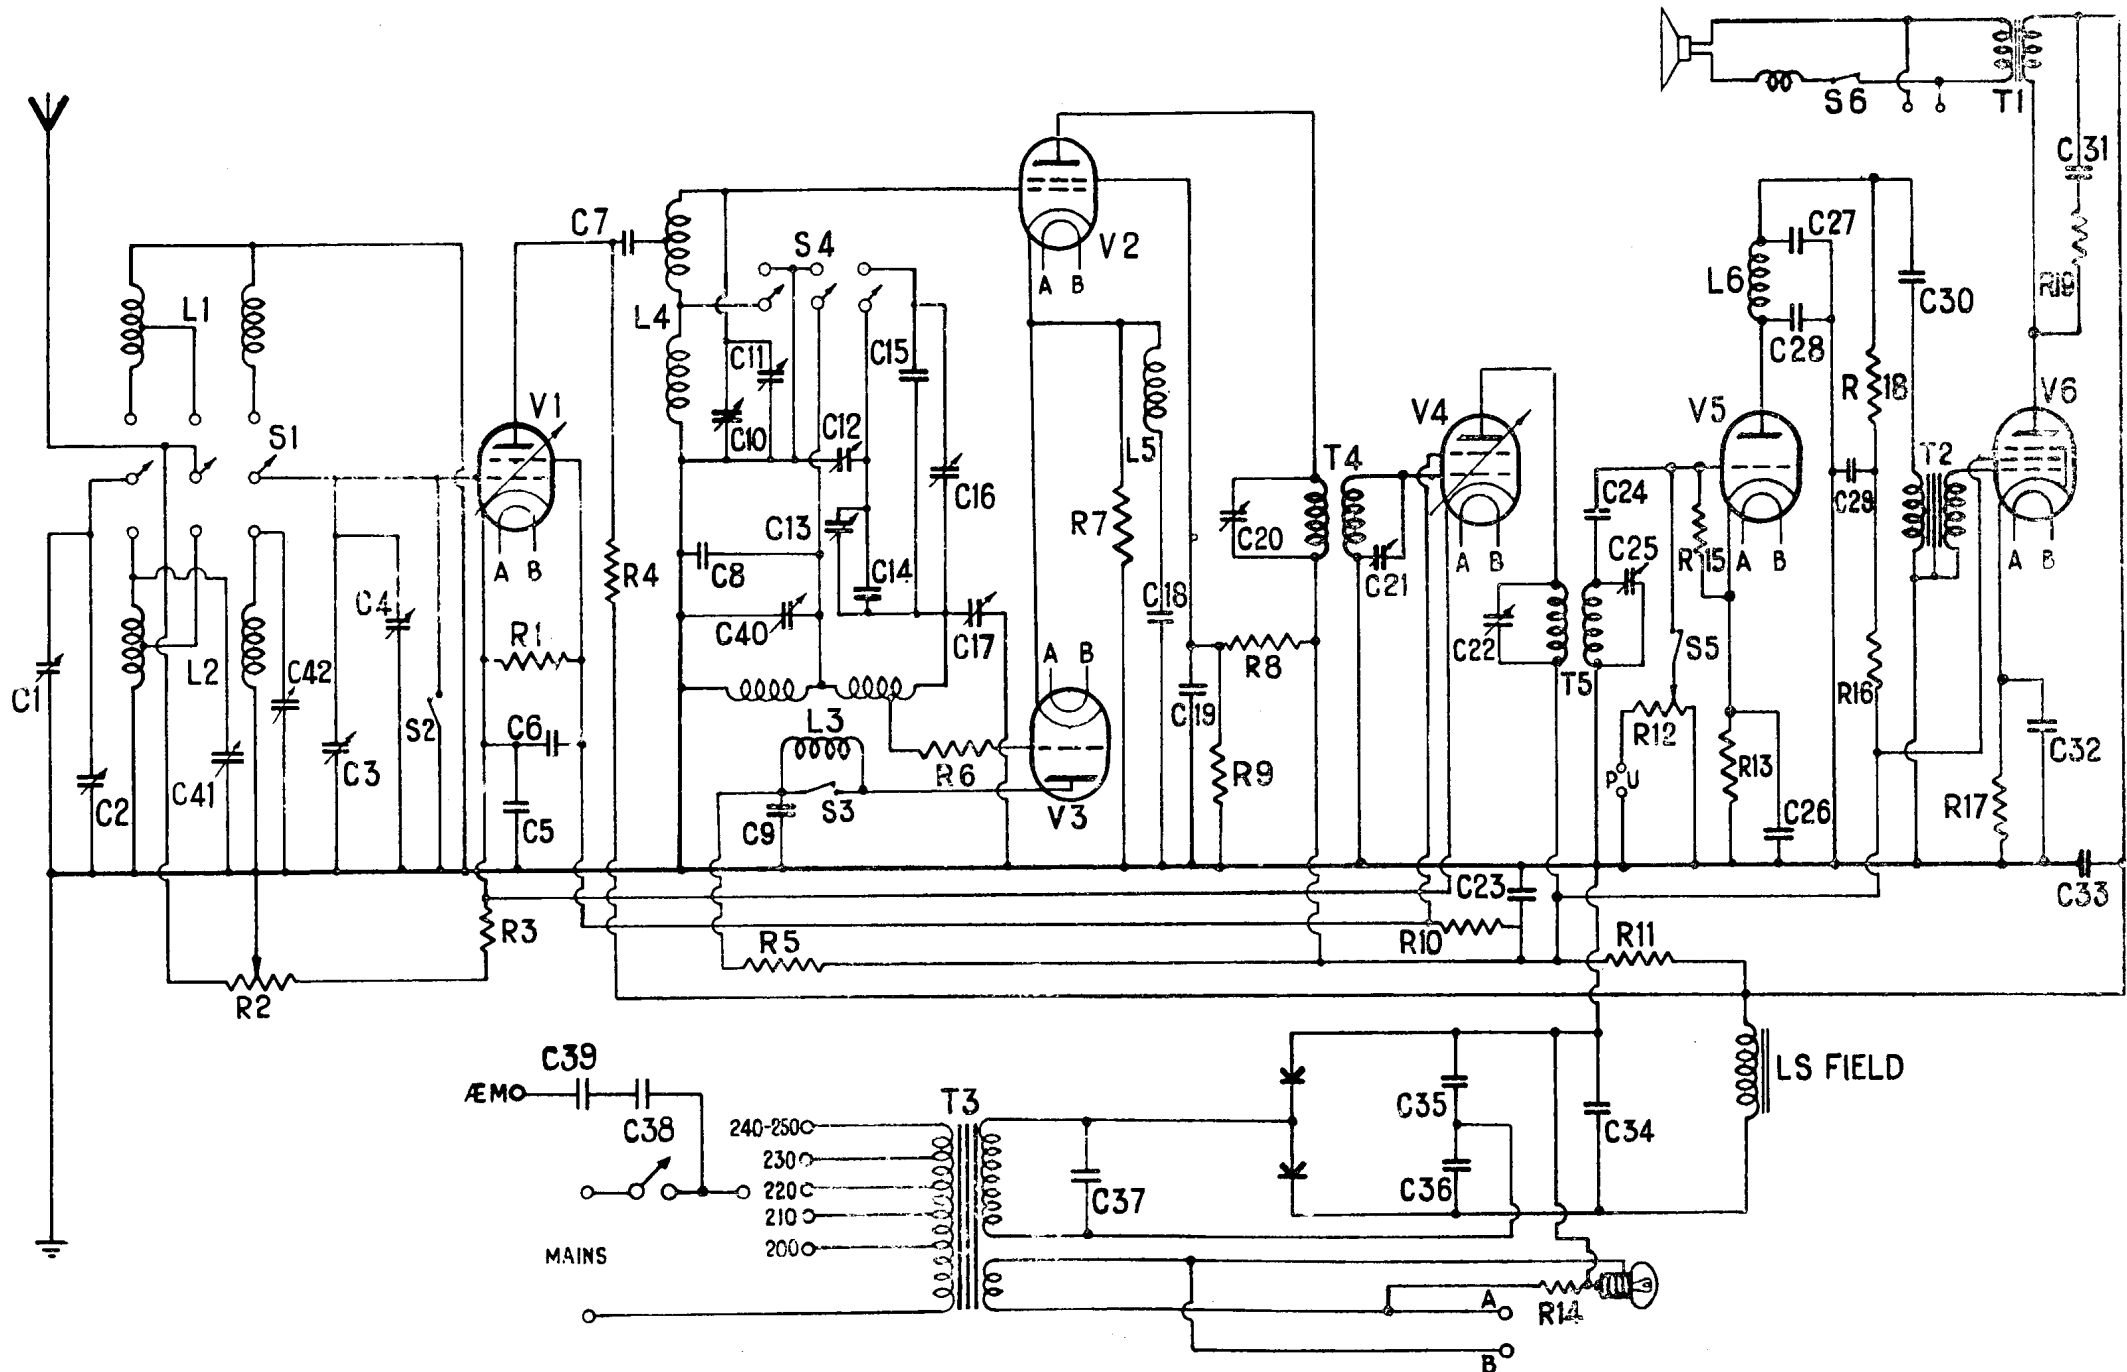 S6
T1
C31
C7
S4
V2
C27
L1
L4
A B
L6
C30
R19
C28
C11
C15
V1
C10
C12
L5
R18
V6
S1
V4
V5
T4
T2
C16
C24
C29
C13
R7
C20
C25
A B
R4
C8
C14
C21
A B
R15
A B
A B
C4
C18
R1
C40
C17
C22
S5
L2
C42
A B
R8
T5
R16
C1
S2
C6
L3
C19
R12
C32
C3
R6
R9
P U
R13
C2
C41
C5
C9
S3
V3
C26
R17
C23
C33
R3
R5
R10
R11
R2
C39
LS FIELD
ÆM
C38
T3
C35
C34
240-250
230
220
C37
C36
210
200
MAINS
A
R14
B